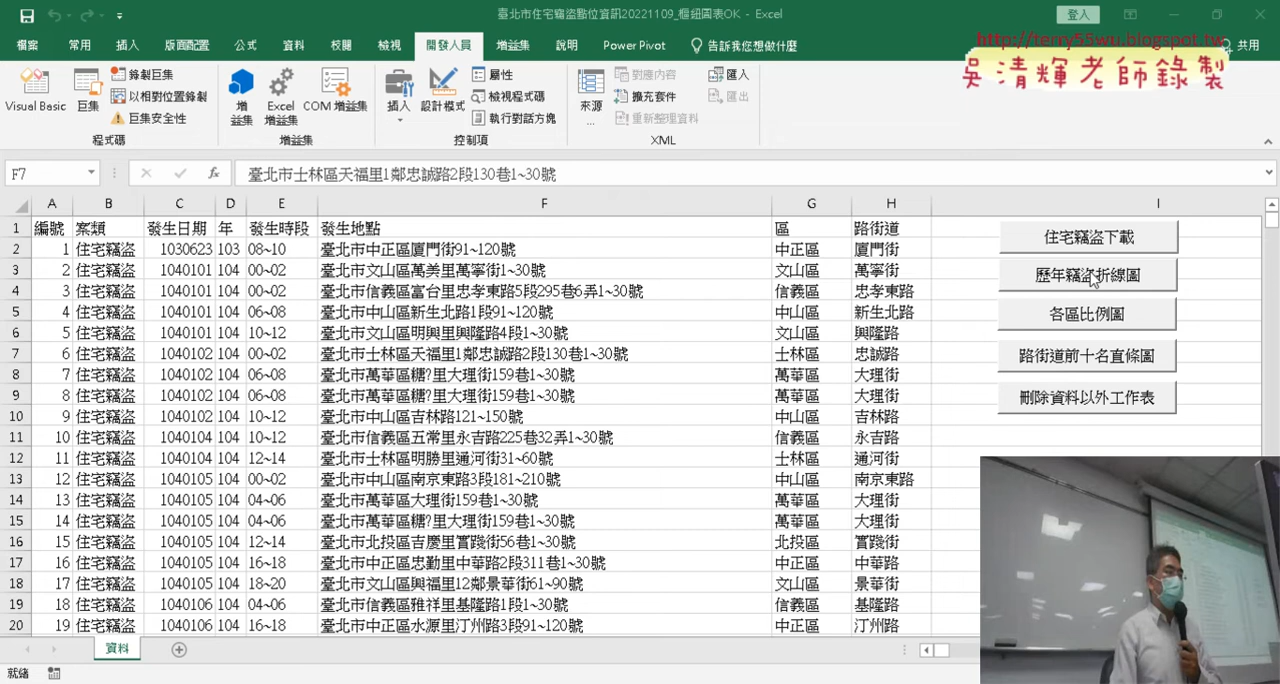 臺北市住宅竊盜點位資訊20221109_樞紐圖表OK - Excel
登入
檔案 常用 插入 版面配置 公式 資料 校閱 檢視 開發人員 增益集 說明 Power Pivot 告訴我您想做什麼 共用
http://terry55wu.blogspot.tw
吳清輝老師錄製
Visual Basic 巨集 錄製巨集 以相對位置錄製 巨集安全性
程式碼
增益集 Excel 增益集 COM 增益集
增益集
插入 設計模式 屬性 檢視程式碼 執行對話方塊
控制項
來源 ... 對應內容 擴充套件 重新整理資料 匯入 匯出
XML
F7 fx 臺北市士林區天福里1鄰忠誠路2段130巷1~30號
A B C D E F G H I
1 編號 案類 發生日期 年 發生時段 發生地點 區 路街道
2 1 住宅竊盜 1030623 103 08~10 臺北市中正區廈門街91~120號 中正區 廈門街
3 2 住宅竊盜 1040101 104 00~02 臺北市文山區萬美里萬寧街1~30號 文山區 萬寧街
4 3 住宅竊盜 1040101 104 00~02 臺北市信義區富台里忠孝東路5段295巷6弄1~30號 信義區 忠孝東路
5 4 住宅竊盜 1040101 104 06~08 臺北市中山區新生北路1段91~120號 中山區 新生北路
6 5 住宅竊盜 1040101 104 10~12 臺北市文山區明興里興隆路4段1~30號 文山區 興隆路
7 6 住宅竊盜 1040102 104 00~02 臺北市士林區天福里1鄰忠誠路2段130巷1~30號 士林區 忠誠路
8 7 住宅竊盜 1040102 104 06~08 臺北市萬華區糖?里大理街159巷1~30號 萬華區 大理街
9 8 住宅竊盜 1040102 104 06~08 臺北市萬華區大理街159巷1~30號 萬華區 大理街
10 9 住宅竊盜 1040102 104 10~12 臺北市中山區吉林路121~150號 中山區 吉林路
11 10 住宅竊盜 1040104 104 10~12 臺北市信義區五常里永吉路225巷32弄1~30號 信義區 永吉路
12 11 住宅竊盜 1040104 104 12~14 臺北市士林區明勝里通河街31~60號 士林區 通河街
13 12 住宅竊盜 1040105 104 00~02 臺北市中山區南京東路3段181~210號 中山區 南京東路
14 13 住宅竊盜 1040105 104 04~06 臺北市萬華區大理街159巷1~30號 萬華區 大理街
15 14 住宅竊盜 1040105 104 04~06 臺北市萬華區糖?里大理街159巷1~30號 萬華區 大理街
16 15 住宅竊盜 1040105 104 12~14 臺北市北投區吉慶里實踐街56巷1~30號 北投區 實踐街
17 16 住宅竊盜 1040105 104 16~18 臺北市中正區忠勤里中華路2段311巷1~30號 中正區 中華路
18 17 住宅竊盜 1040105 104 18~20 臺北市文山區興福里12鄰景華街61~90號 文山區 景華街
19 18 住宅竊盜 1040106 104 04~06 臺北市信義區雅祥里基隆路1段1~30號 信義區 基隆路
20 19 住宅竊盜 1040106 104 16~18 臺北市中正區水源里汀州路3段91~120號 中正區 汀州路
住宅竊盜下載
歷年竊盜折線圖
各區比例圖
路街道前十名直條圖
刪除資料以外工作表
資料
就緒